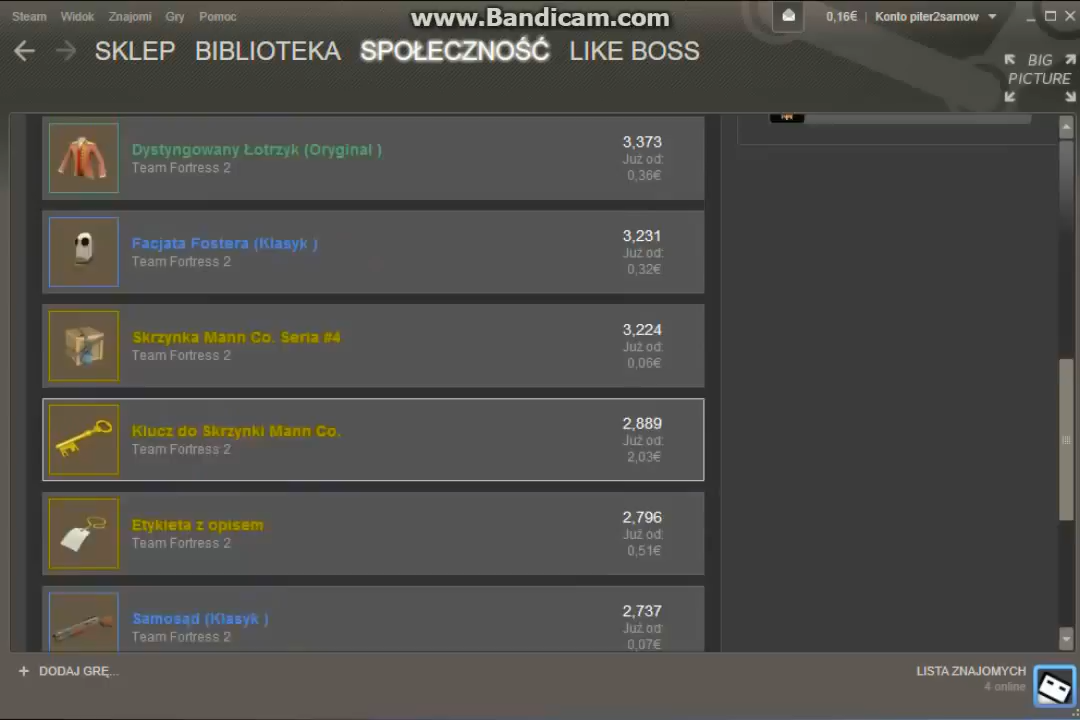 www.Bandicam.com
Steam Widok Znajomi Gry Pomoc 0,16€ Konto piter2samow
SKLEP BIBLIOTEKA SPOŁECZNOŚĆ LIKE BOSS
BIG PICTURE
Dystyngowany Łotrzyk (Oryginal )
Team Fortress 2
3,373
Już od:
0,36€
Facjata Fostera (Klasyk )
Team Fortress 2
3,231
Już od:
0,32€
Skrzynka Mann Co. Seria #4
Team Fortress 2
3,224
Już od:
0,06€
Klucz do Skrzynki Mann Co.
Team Fortress 2
2,889
Już od:
2,03€
Etykieta z opisem
Team Fortress 2
2,796
Już od:
0,51€
Samosąd (Klasyk )
Team Fortress 2
2,737
Już od:
0,07€
+ DODAJ GRĘ...
LISTA ZNAJOMYCH
4 online